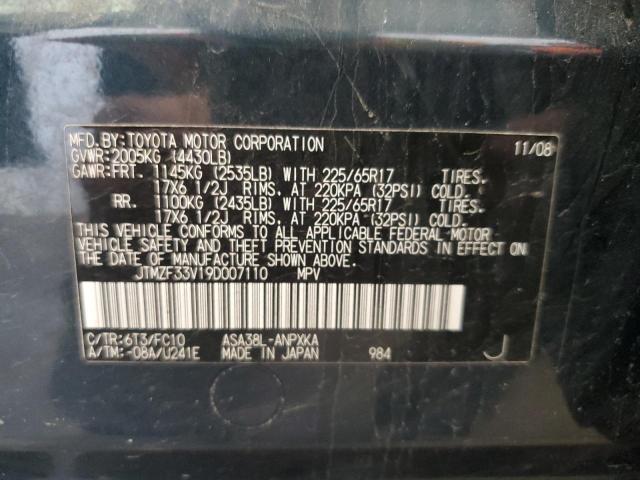 MFD.BY:TOYOTA MOTOR CORPORATION 11/08
GVWR:2005KG (4430LB)
GAWR:FRT. 1145KG (2535LB) WITH 225/65R17 TIRES.
17X6 1/2J RIMS. AT 220KPA (32PSI) COLD.
RR. 1100KG (2435LB) WITH 225/65R17 TIRES.
17X6 1/2J RIMS. AT 220KPA (32PSI) COLD.
THIS VEHICLE CONFORMS TO ALL APPLICABLE FEDERAL MOTOR
VEHICLE SAFETY AND THEFT PREVENTION STANDARDS IN EFFECT ON
THE DATE OF MANUFACTURE SHOWN ABOVE.
JTMZF33V19D007110 MPV
C/TR:6T3/FC10 ASA38L-ANPXKA
A/TM:-08A/U241E MADE IN JAPAN 984 J